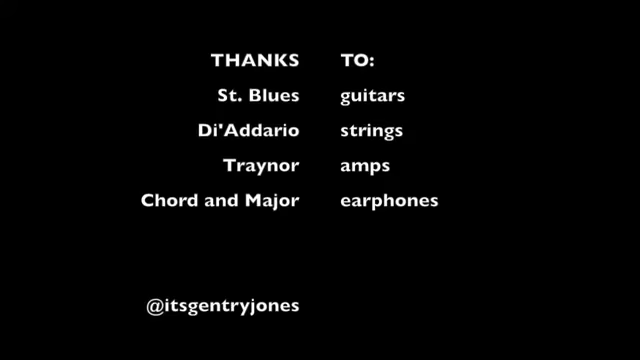 THANKS TO:
St. Blues guitars
Di'Addario strings
Traynor amps
Chord and Major earphones
@itsgentryjones